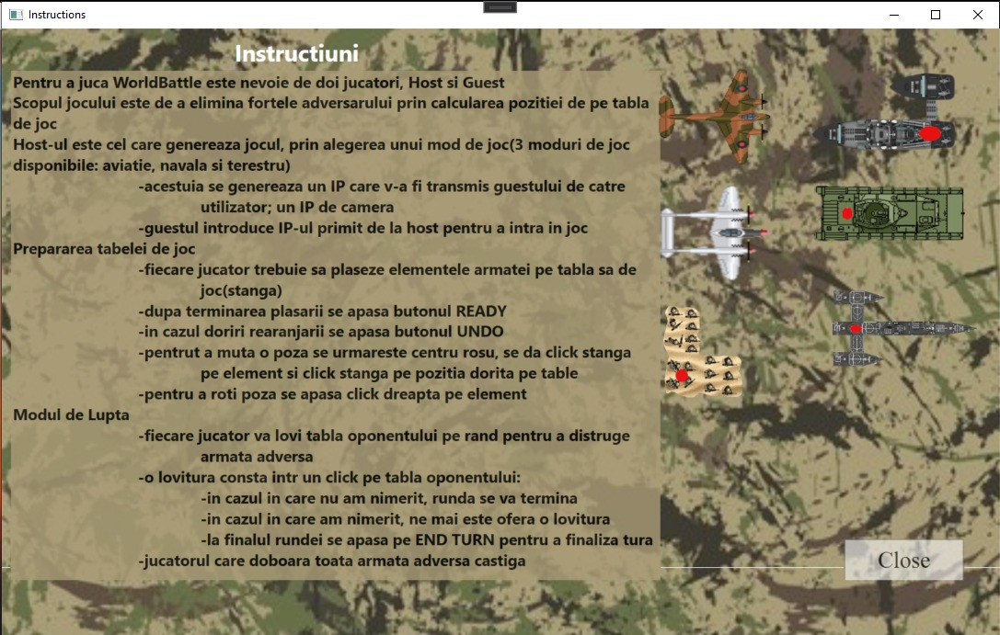 Instructions
Instructiuni
Pentru a juca WorldBattle este nevoie de doi jucatori, Host si Guest
Scopul jocului este de a elimina fortele adversarului prin calcularea pozitiei de pe tabla
de joc
Host-ul este cel care genereaza jocul, prin alegerea unui mod de joc(3 moduri de joc
disponibile: aviatie, navala si terestru)
-acestuia se genereaza un IP care v-a fi transmis guestului de catre
utilizator; un IP de camera
-guestul introduce IP-ul primit de la host pentru a intra in joc
Prepararea tabelei de joc
-fiecare jucator trebuie sa plaseze elementele armatei pe tabla sa de
joc(stanga)
-dupa terminarea plasarii se apasa butonul READY
-in cazul doriri rearanjarii se apasa butonul UNDO
-pentrut a muta o poza se urmareste centru rosu, se da click stanga
pe element si click stanga pe pozitia dorita pe table
-pentru a roti poza se apasa click dreapta pe element
Modul de Lupta
-fiecare jucator va lovi tabla oponentului pe rand pentru a distruge
armata adversa
-o lovitura consta intr un click pe tabla oponentului:
-in cazul in care nu am nimerit, runda se va termina
-in cazul in care am nimerit, ne mai este ofera o lovitura
-la finalul rundei se apasa pe END TURN pentru a finaliza tura
-jucatorul care doboara toata armata adversa castiga
Close